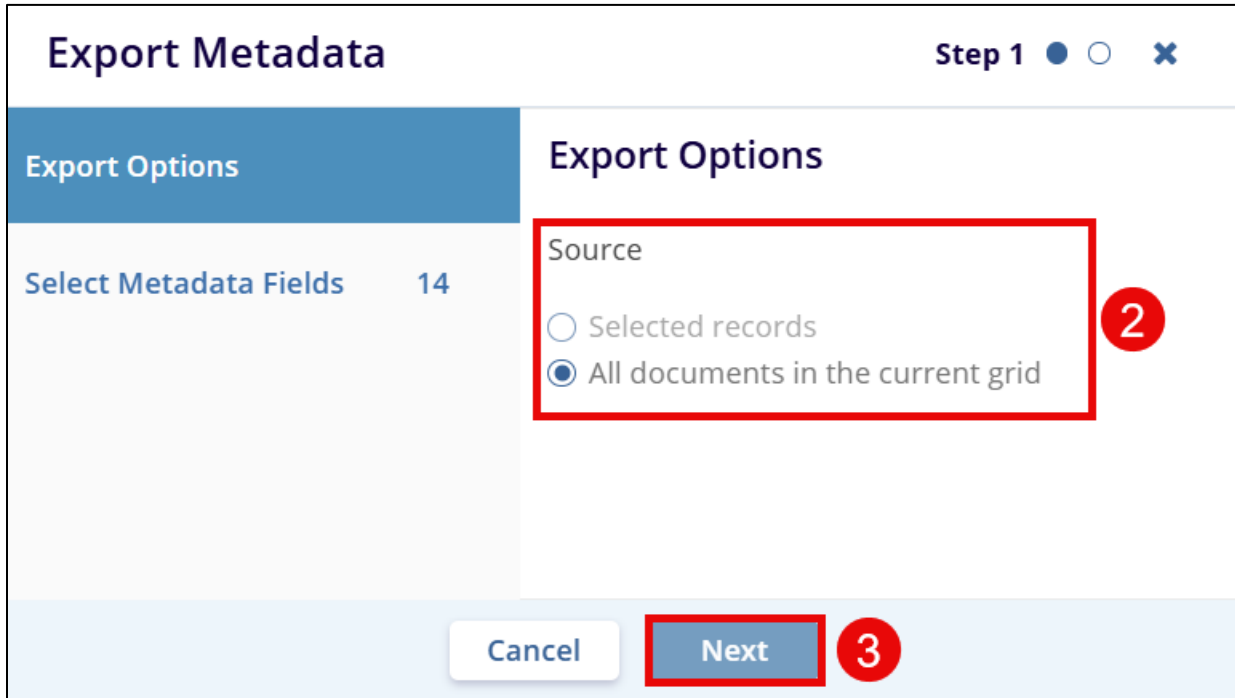 Export Metadata
Step 1
Export Options
Select Metadata Fields 14
Export Options
Source
Selected records
All documents in the current grid
2
Cancel
Next
3